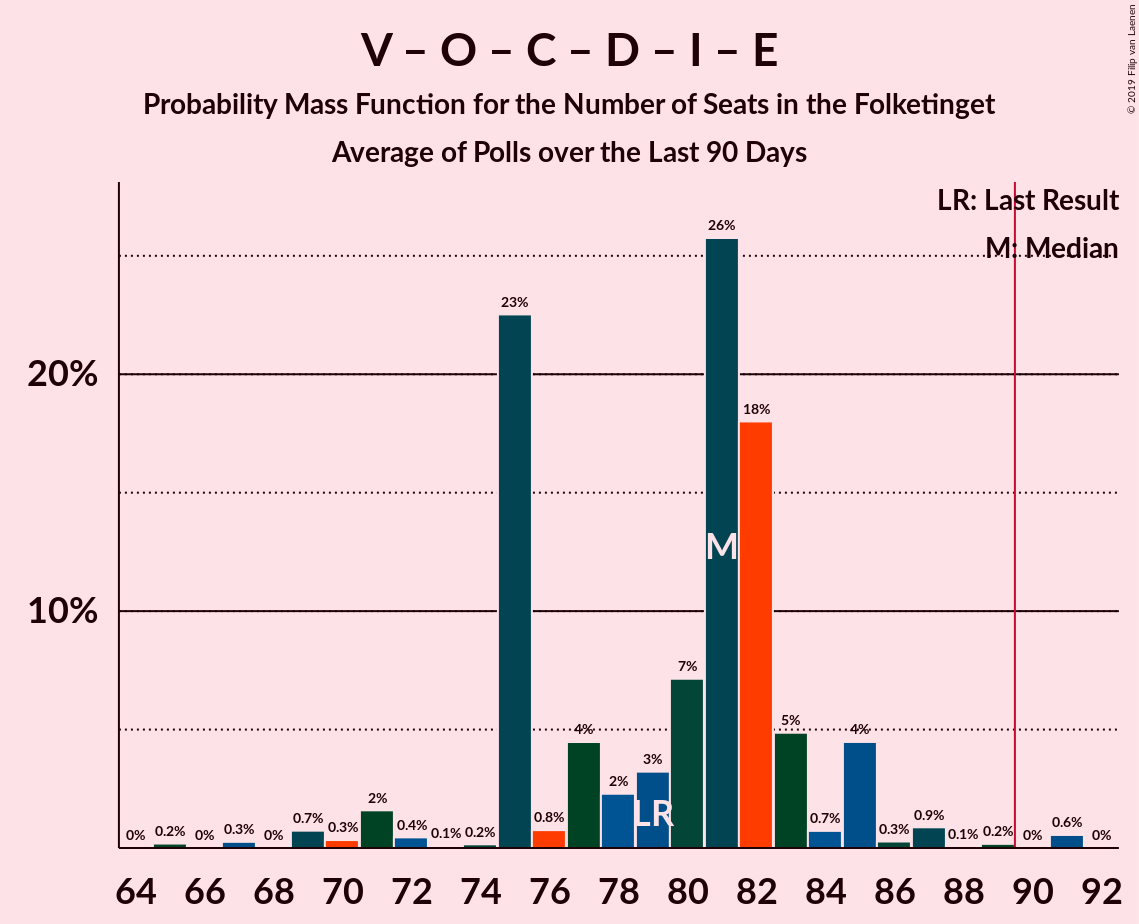 V – O – C – D – I – E
Probability Mass Function for the Number of Seats in the Folketinget
Average of Polls over the Last 90 Days
© 2019 Filip van Laenen
LR: Last Result
M: Median
20%
10%
0% 0.2% 0% 0.3% 0% 0.7% 0.3% 2% 0.4% 0.1% 0.2% 23% 0.8% 4% 2% 3% 7% 26% 18% 5% 0.7% 4% 0.3% 0.9% 0.1% 0.2% 0% 0.6% 0%
M
LR
64 66 68 70 72 74 76 78 80 82 84 86 88 90 92